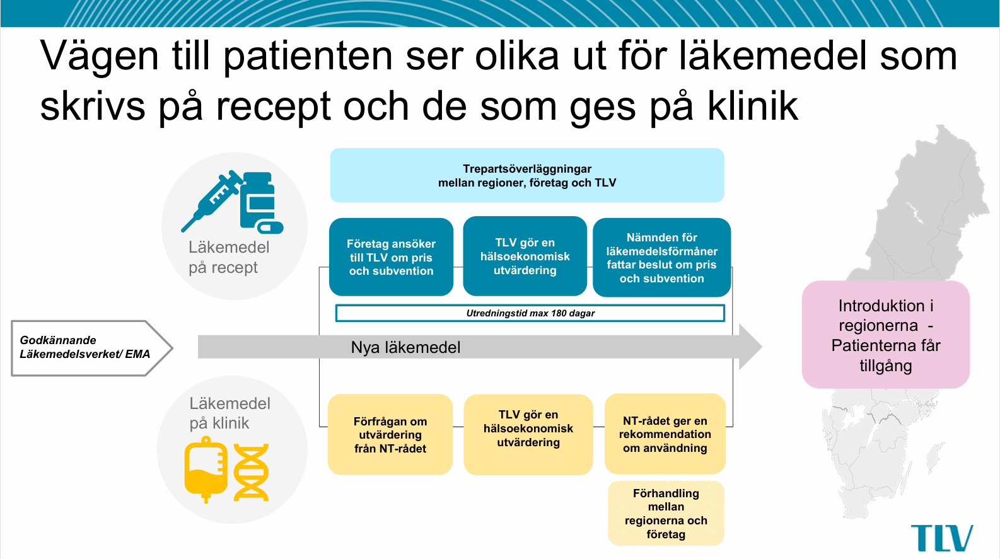 Vägen till patienten ser olika ut för läkemedel som
skrivs på recept och de som ges på klinik
Trepartsöverläggningar
mellan regioner, företag och TLV
Läkemedel
på recept
Företag ansöker
till TLV om pris
och subvention
TLV gör en
hälsoekonomisk
utvärdering
Nämnden för
läkemedelsförmåner
fattar beslut om pris
och subvention
Utredningstid max 180 dagar
Godkännande
Läkemedelsverket/ EMA
Nya läkemedel
Introduktion i
regionerna -
Patienterna får
tillgång
Läkemedel
på klinik
Förfrågan om
utvärdering
från NT-rådet
TLV gör en
hälsoekonomisk
utvärdering
NT-rådet ger en
rekommendation
om användning
Förhandling
mellan
regionerna och
företag
TLV